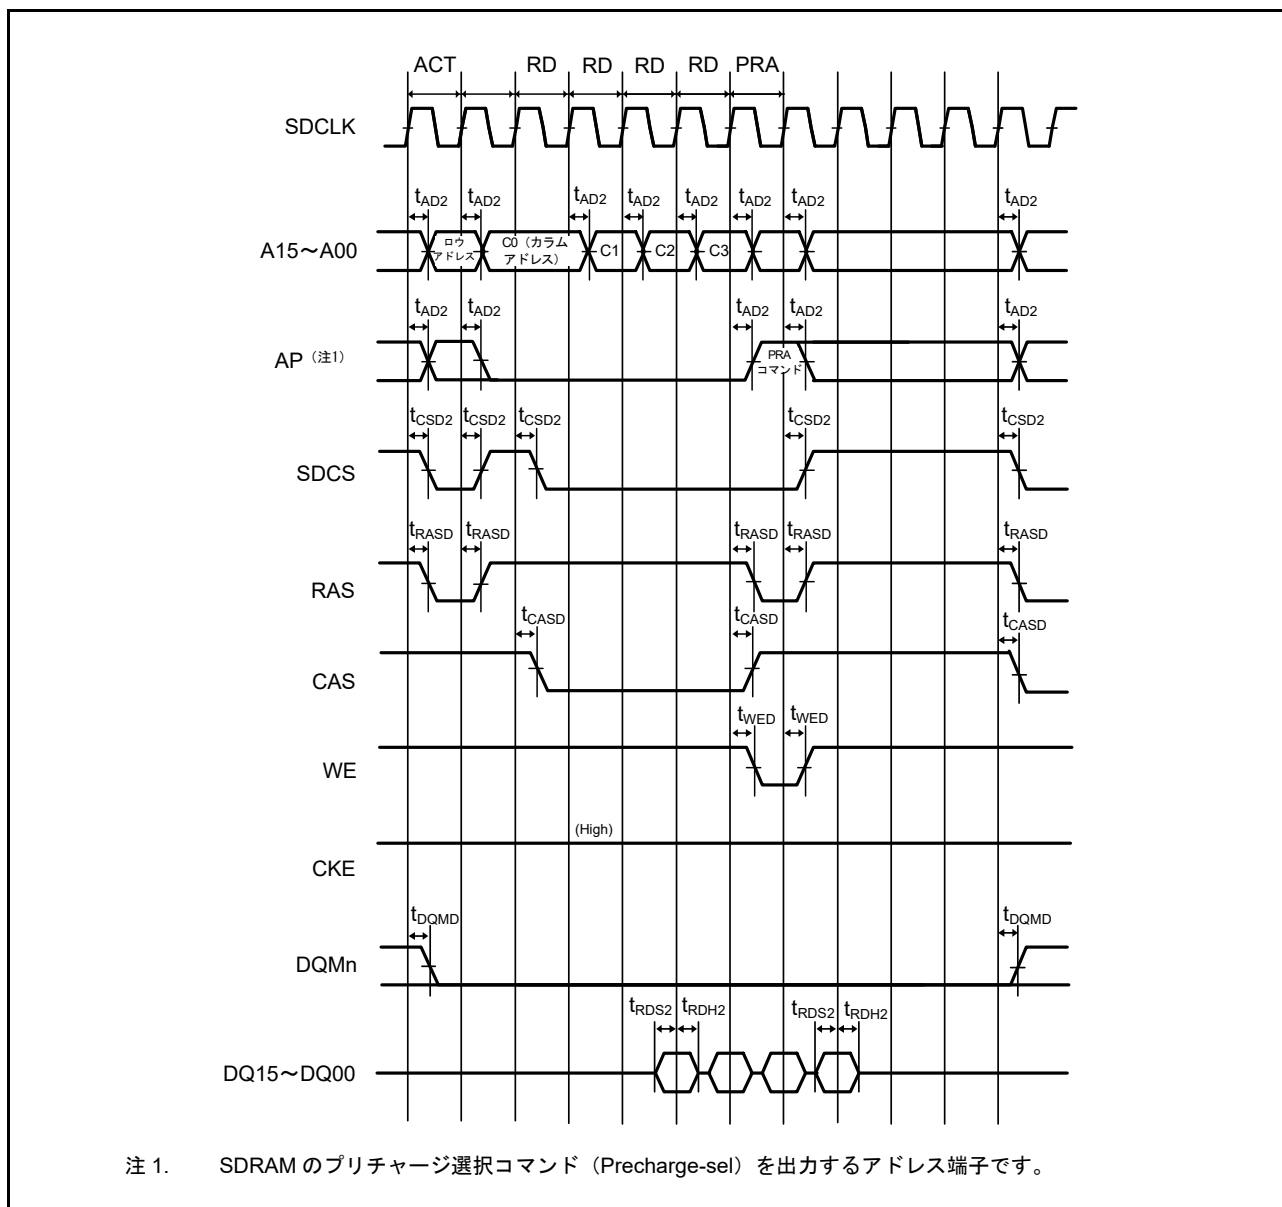 ACT RD RD RD RD PRA
SDCLK
tAD2 tAD2 tAD2 tAD2 tAD2 tAD2 tAD2 tAD2
A15～A00 ロウ アドレス C0（カラム アドレス） C1 C2 C3
tAD2 tAD2 tAD2 tAD2 tAD2
AP（注1） PRA コマンド
tCSD2 tCSD2 tCSD2 tCSD2 tCSD2
SDCS
tRASD tRASD tRASD tRASD tRASD
RAS
tCASD tCASD tCASD
CAS
tWED tWED
WE
(High)
CKE
tDQMD tDQMD
DQMn
tRDS2 tRDH2 tRDS2 tRDH2
DQ15～DQ00
注 1. SDRAM のプリチャージ選択コマンド（Precharge-sel）を出力するアドレス端子です。